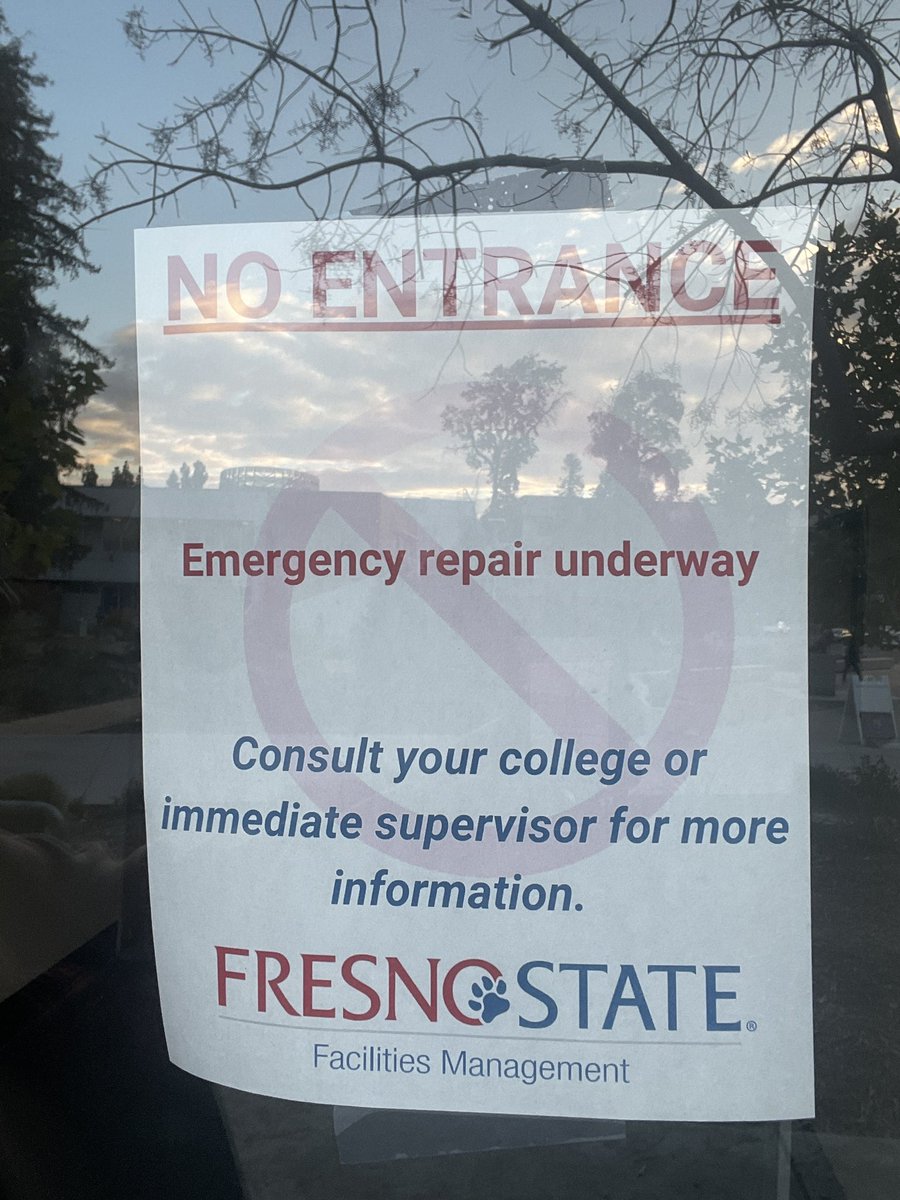 NO ENTRANCE
Emergency repair underway
Consult your college or
immediate supervisor for more
information.
FRESNO STATE®
Facilities Management